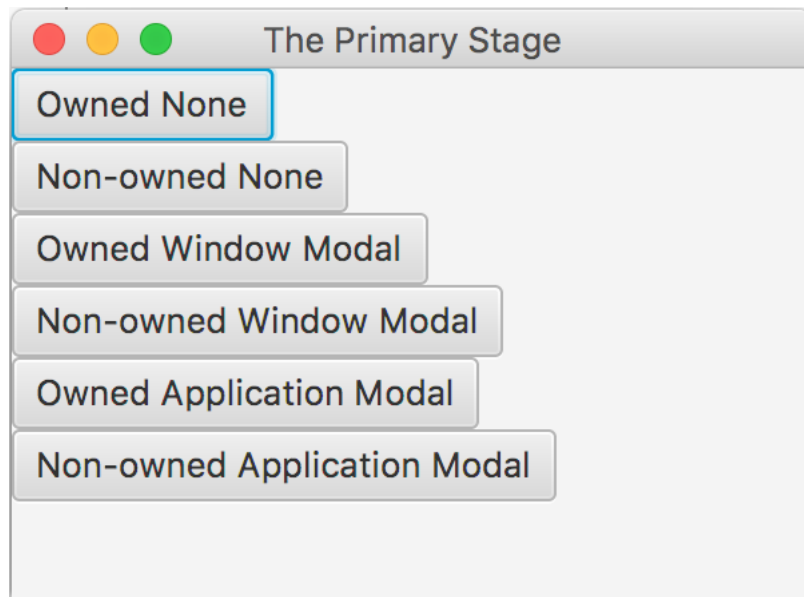 The Primary Stage
Owned None
Non-owned None
Owned Window Modal
Non-owned Window Modal
Owned Application Modal
Non-owned Application Modal